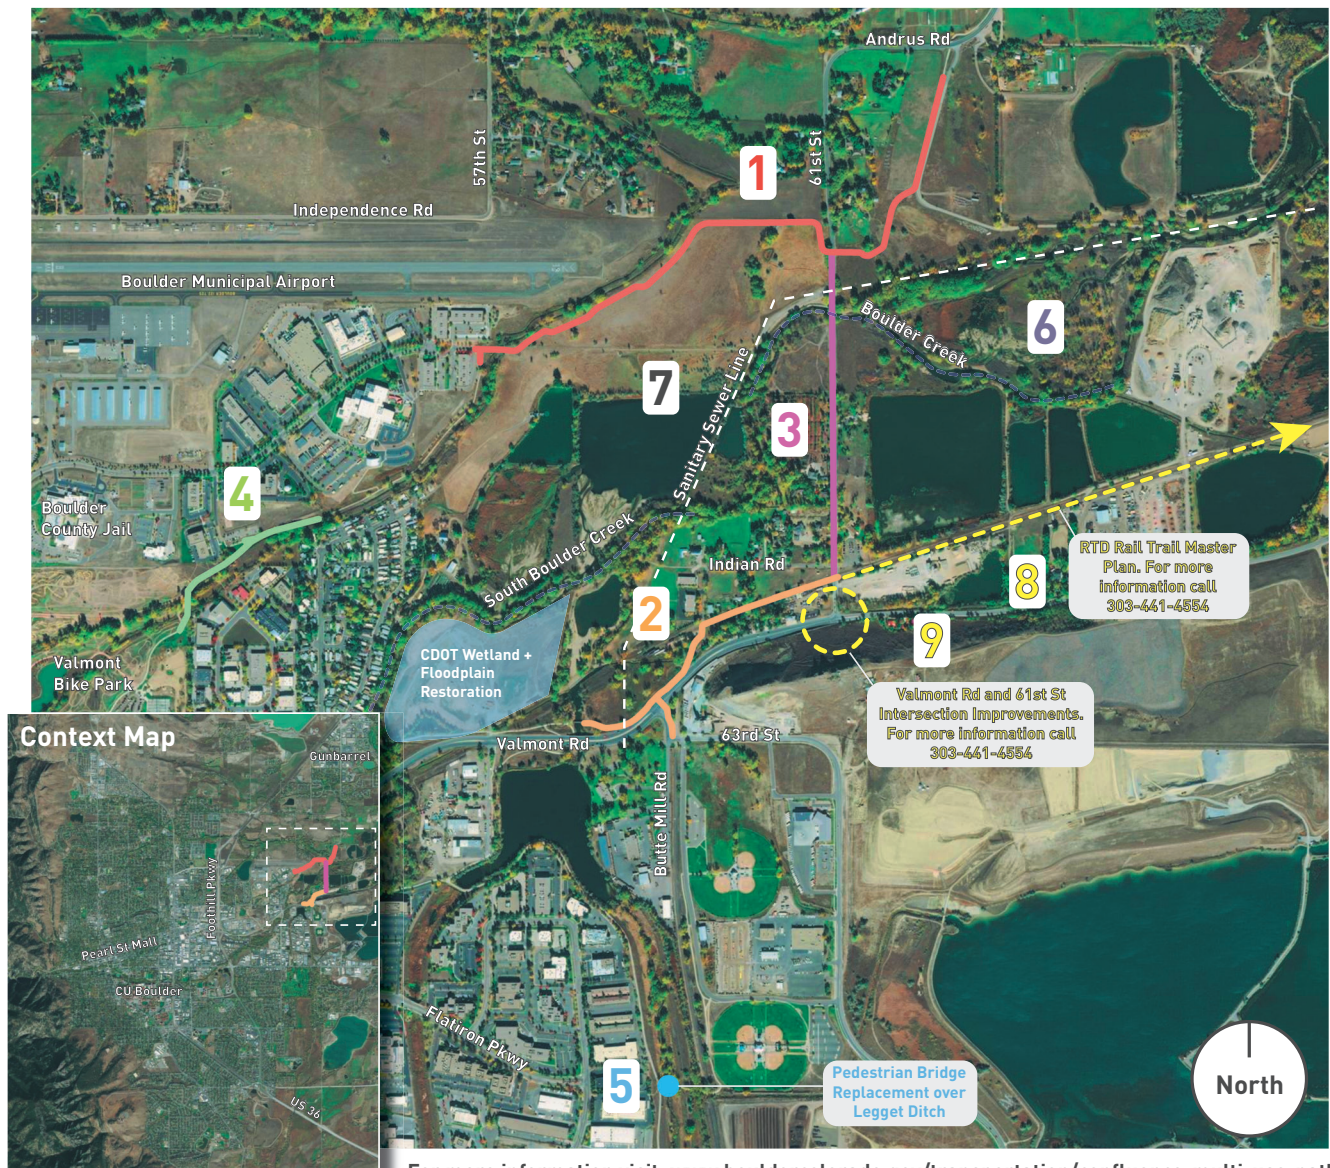 Andrus Rd
57th St
61st St
1
Independence Rd
Boulder Municipal Airport
Boulder Creek
6
7
Sanitary Sewer Line
3
4
Boulder
County Jail
South Boulder Creek
Indian Rd
RTD Rail Trail Master
Plan. For more
information call
303-441-4554
8
2
9
CDOT Wetland +
Floodplain
Restoration
Valmont
Bike Park
Valmont Rd and 61st St
Intersection Improvements.
For more information call
303-441-4554
Valmont Rd
63rd St
Butte Mill Rd
Context Map
Gunbarrel
Foothill Pkwy
Pearl St Mall
CU Boulder
US 36
Flatiron Pkwy
5
Pedestrian Bridge
Replacement over
Legget Ditch
North